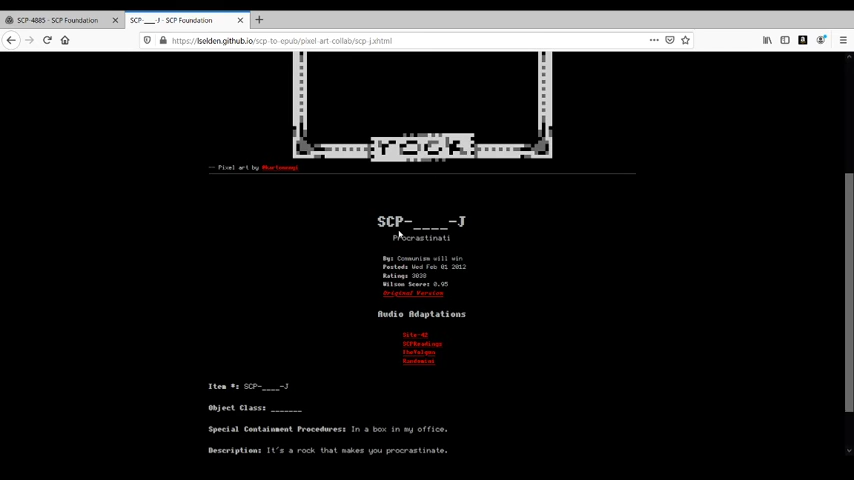 SCP-4885 - SCP Foundation
SCP-___-J - SCP Foundation
https://lselden.github.io/scp-to-epub/pixel-art-collab/scp-j.xhtml
ROCK
-- Pixel art by
SCP-____-J
Procrastinati
By: Communism will win
Posted: Wed Feb 01 2012
Rating: 3038
Wilson Score: 0.95
Original Version
Audio Adaptations
Site-42
SCPReadings
TheVolgun
Item #: SCP-____-J
Object Class: _______
Special Containment Procedures: In a box in my office.
Description: It's a rock that makes you procrastinate.